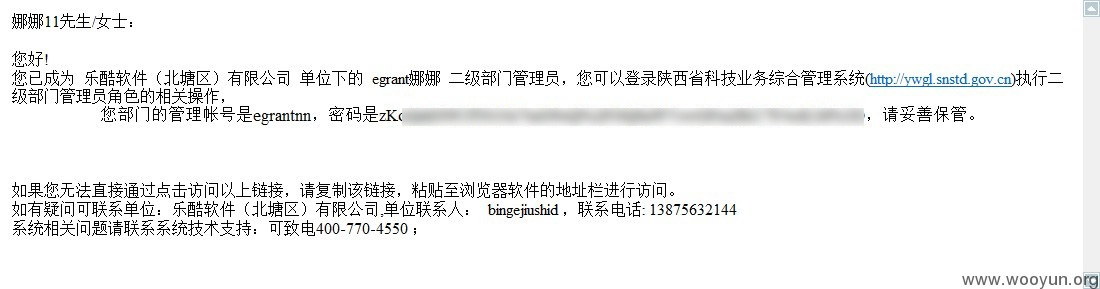 娜娜11先生/女士：
您好!
您已成为 乐酷软件（北塘区）有限公司 单位下的 egrant娜娜 二级部门管理员，您可以登录陕西省科技业务综合管理系统(http://ywgl.snstd.gov.cn)执行二
级部门管理员角色的相关操作，
您部门的管理帐号是egrantnn，密码是，请妥善保管。
如果您无法直接通过点击访问以上链接，请复制该链接，粘贴至浏览器软件的地址栏进行访问。
如有疑问可联系单位：乐酷软件（北塘区）有限公司,单位联系人： bingejiushid ，联系电话: 13875632144
系统相关问题请联系系统技术支持：可致电400-770-4550；
www.wooyun.org